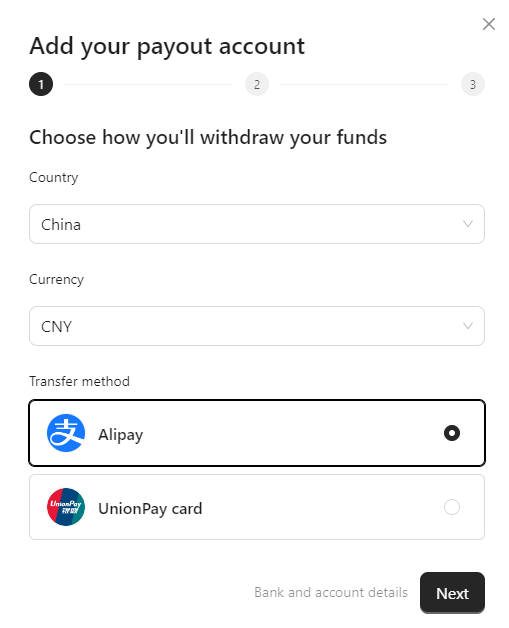 Add your payout account
1
2
3
Choose how you'll withdraw your funds
Country
China
Currency
CNY
Transfer method
支
Alipay
UnionPay
银联
UnionPay card
Bank and account details
Next